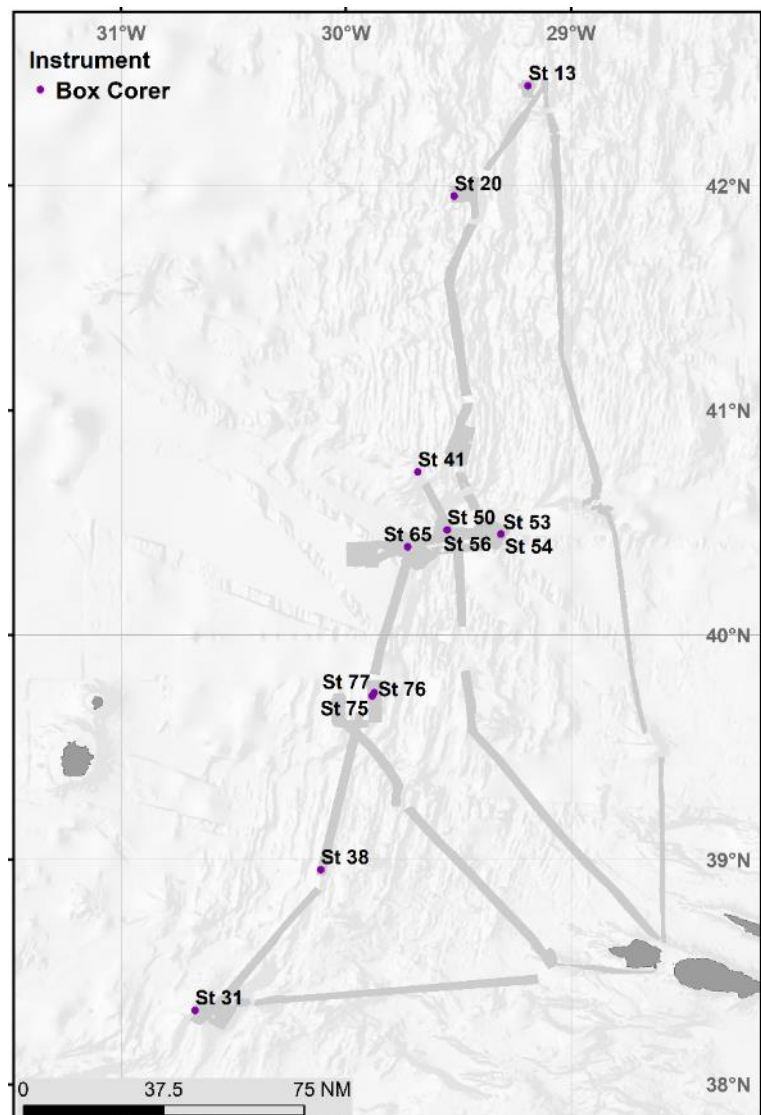 31°W 30°W 29°W
Instrument
Box Corer
St 13
St 20
42°N
41°N
St 41
St 50 St 53
St 65 St 56 St 54
40°N
St 77 St 76
St 75
39°N
St 38
St 31
38°N
0 37.5 75 NM